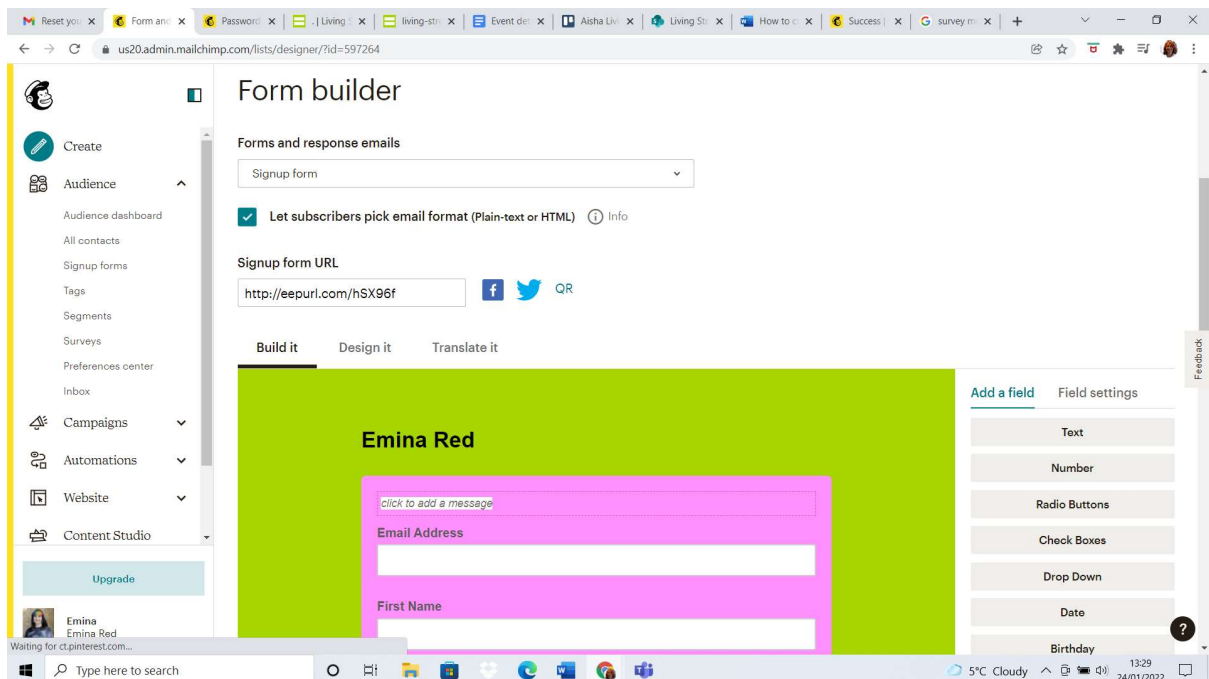 Reset you
Form and
Password
. | Living S
living-stre
Event det
Aisha Livi
Living Str
How to c
Success |
survey m
us20.admin.mailchimp.com/lists/designer/?id=597264
Form builder
Create
Audience
Audience dashboard
All contacts
Signup forms
Tags
Segments
Surveys
Preferences center
Inbox
Campaigns
Automations
Website
Content Studio
Upgrade
Emina
Emina Red
Forms and response emails
Signup form
Let subscribers pick email format (Plain-text or HTML) Info
Signup form URL
http://eepurl.com/hSX96f
QR
Build it Design it Translate it
Emina Red
click to add a message
Email Address
First Name
Add a field Field settings
Text
Number
Radio Buttons
Check Boxes
Drop Down
Date
Birthday
Feedback
?
Waiting for ct.pinterest.com...
Type here to search
5°C Cloudy
13:29
24/01/2022